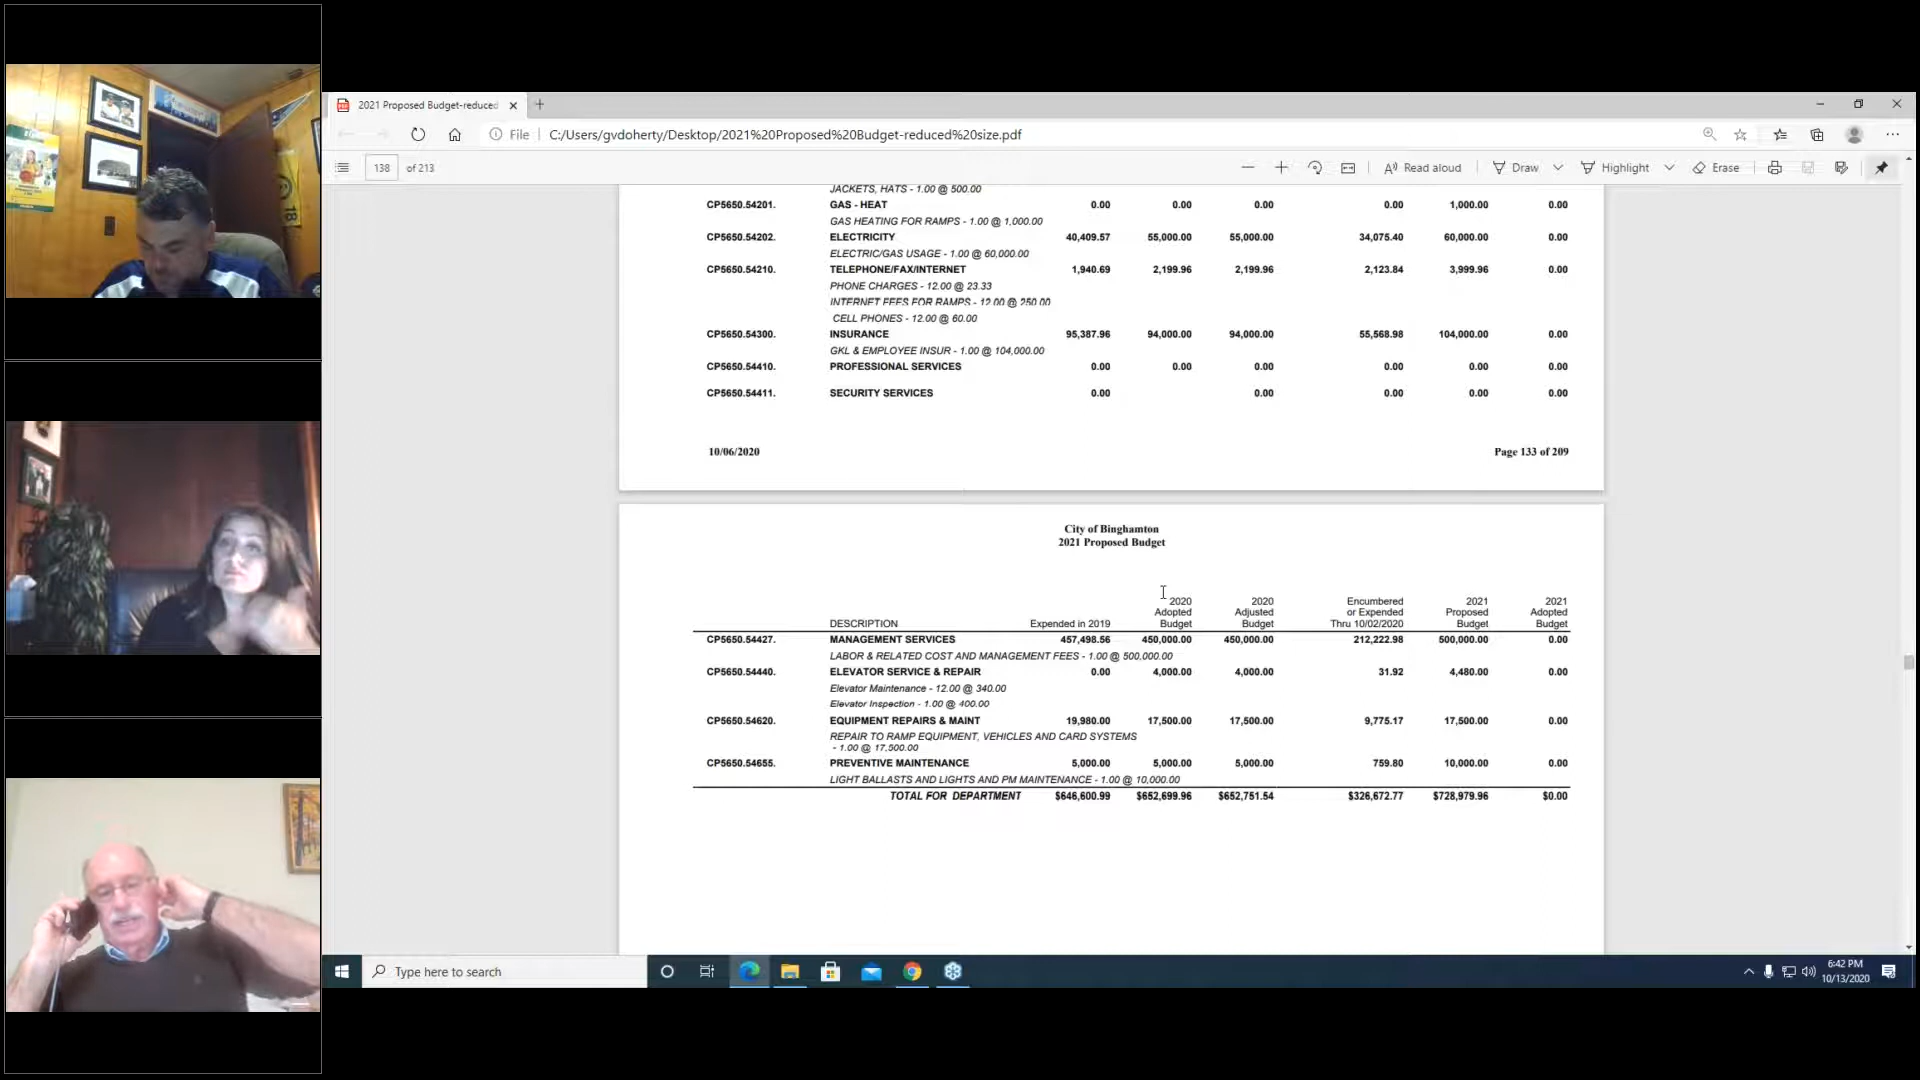 2021 Proposed Budget-reduced
File C:/Users/gvdoherty/Desktop/2021%20Proposed%20Budget-reduced%20size.pdf
138 of 213 Read aloud Draw Highlight Erase
JACKETS, HATS - 1.00 @ 500.00
CP5650.54201. GAS - HEAT 0.00 0.00 0.00 0.00 1,000.00 0.00
GAS HEATING FOR RAMPS - 1.00 @ 1,000.00
CP5650.54202. ELECTRICITY 40,409.57 55,000.00 55,000.00 34,075.40 60,000.00 0.00
ELECTRIC/GAS USAGE - 1.00 @ 60,000.00
CP5650.54210. TELEPHONE/FAX/INTERNET 1,940.69 2,199.96 2,199.96 2,123.84 3,999.96 0.00
PHONE CHARGES - 12.00 @ 23.33
INTERNET FEES FOR RAMPS - 12.00 @ 250.00
CELL PHONES - 12.00 @ 60.00
CP5650.54300. INSURANCE 95,387.96 94,000.00 94,000.00 55,568.98 104,000.00 0.00
GKL & EMPLOYEE INSUR - 1.00 @ 104,000.00
CP5650.54410. PROFESSIONAL SERVICES 0.00 0.00 0.00 0.00 0.00 0.00
CP5650.54411. SECURITY SERVICES 0.00 0.00 0.00 0.00 0.00
10/06/2020 Page 133 of 209
City of Binghamton
2021 Proposed Budget
2020 2020 Encumbered 2021 2021
Adopted Adjusted or Expended Proposed Adopted
DESCRIPTION Expended in 2019 Budget Budget Thru 10/02/2020 Budget Budget
CP5650.54427. MANAGEMENT SERVICES 457,498.56 450,000.00 450,000.00 212,222.98 500,000.00 0.00
LABOR & RELATED COST AND MANAGEMENT FEES - 1.00 @ 500,000.00
CP5650.54440. ELEVATOR SERVICE & REPAIR 0.00 4,000.00 4,000.00 31.92 4,480.00 0.00
Elevator Maintenance - 12.00 @ 340.00
Elevator Inspection - 1.00 @ 400.00
CP5650.54620. EQUIPMENT REPAIRS & MAINT 19,980.00 17,500.00 17,500.00 9,775.17 17,500.00 0.00
REPAIR TO RAMP EQUIPMENT, VEHICLES AND CARD SYSTEMS
- 1.00 @ 17,500.00
CP5650.54655. PREVENTIVE MAINTENANCE 5,000.00 5,000.00 5,000.00 759.80 10,000.00 0.00
LIGHT BALLASTS AND LIGHTS AND PM MAINTENANCE - 1.00 @ 10,000.00
TOTAL FOR DEPARTMENT $646,600.99 $652,699.96 $652,751.54 $326,672.77 $728,979.96 $0.00
Type here to search
6:42 PM
10/13/2020